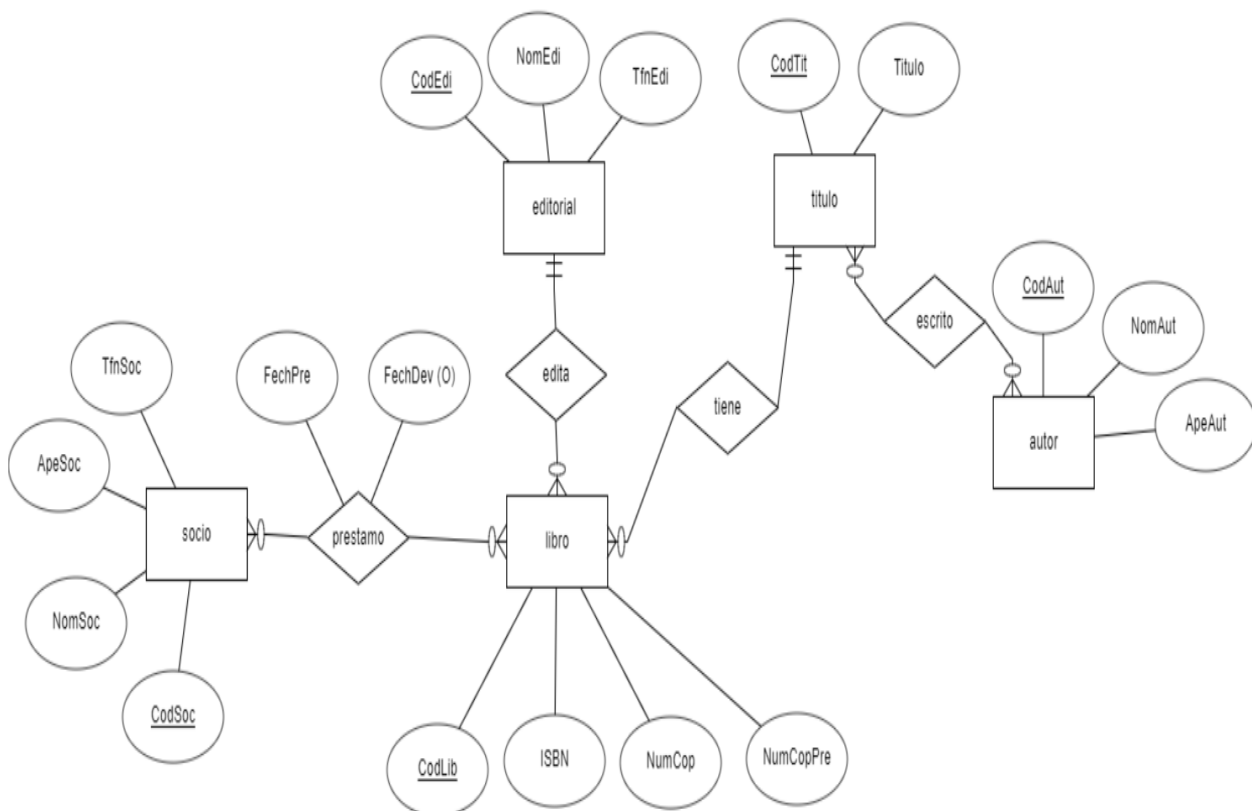 NomEdi
CodEdi
TfnEdi
CodTit
Titulo
editorial
titulo
CodAut
NomAut
escrito
TfnSoc
FechPre
FechDev (O)
edita
tiene
ApeAut
autor
ApeSoc
socio
prestamo
libro
NomSoc
CodSoc
CodLib
ISBN
NumCop
NumCopPre